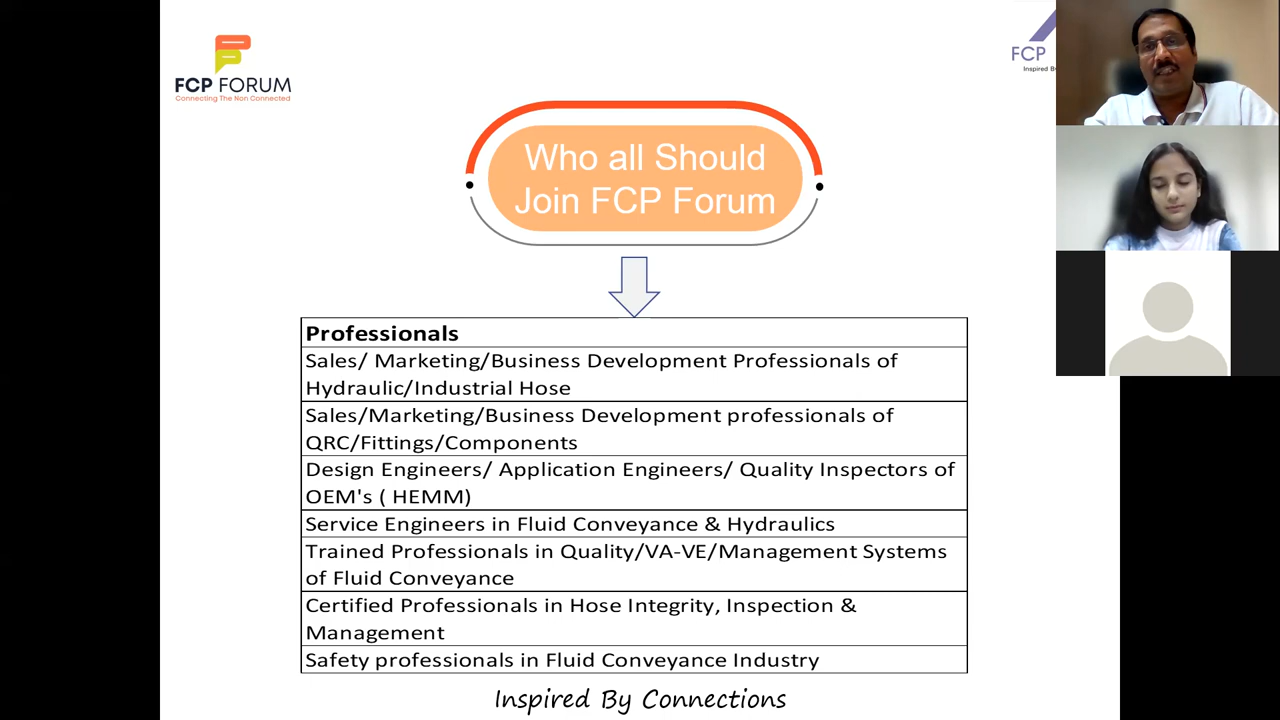 FCP FORUM
Connecting The Non Connected
FCP
Inspired By
Who all Should
Join FCP Forum
Professionals
Sales/ Marketing/Business Development Professionals of
Hydraulic/Industrial Hose
Sales/Marketing/Business Development professionals of
QRC/Fittings/Components
Design Engineers/ Application Engineers/ Quality Inspectors of
OEM's ( HEMM)
Service Engineers in Fluid Conveyance & Hydraulics
Trained Professionals in Quality/VA-VE/Management Systems
of Fluid Conveyance
Certified Professionals in Hose Integrity, Inspection &
Management
Safety professionals in Fluid Conveyance Industry
Inspired By Connections